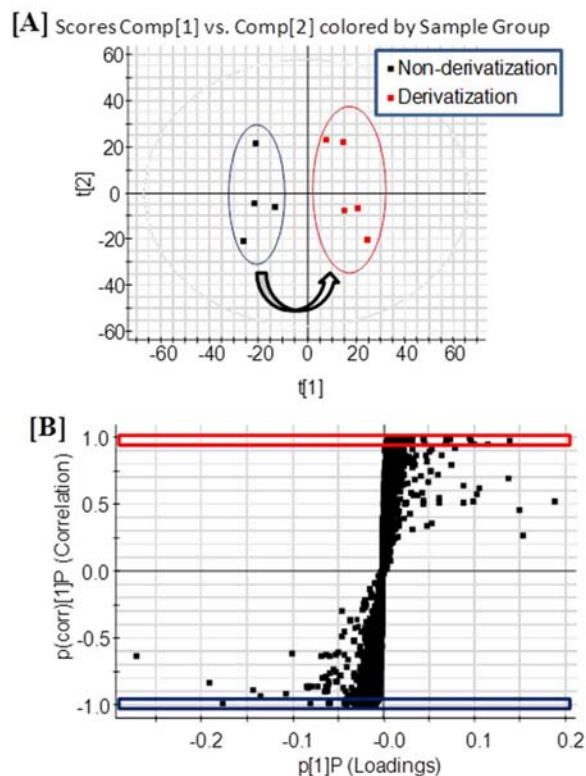 [A] Scores Comp[1] vs. Comp[2] colored by Sample Group
Non-derivatization
Derivatization
60
40
20
0
-20
-40
-60
t[2]
-60 -40 -20 0 20 40 60
t[1]
[B]
1.0
0.5
0.0
-0.5
-1.0
p(corr)[1]P (Correlation)
-0.2 -0.1 -0.0 0.1 0.2
p[1]P (Loadings)